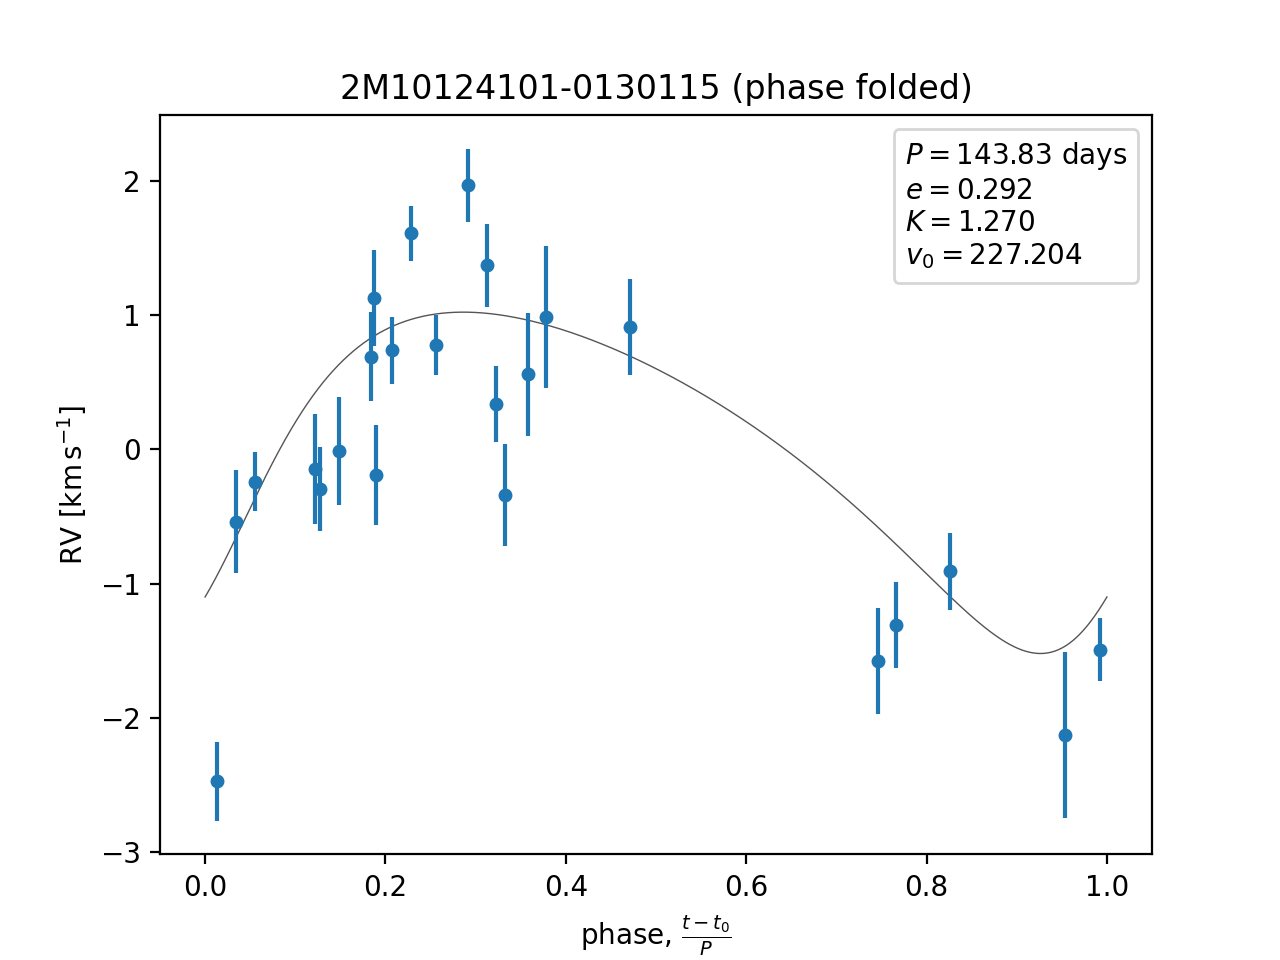 2M10124101-0130115 (phase folded)
P = 143.83 days
e = 0.292
K = 1.270
v₀ = 227.204
RV [km s⁻¹]
2
1
0
−1
−2
−3
0.0 0.2 0.4 0.6 0.8 1.0
phase, (t − t₀)/P